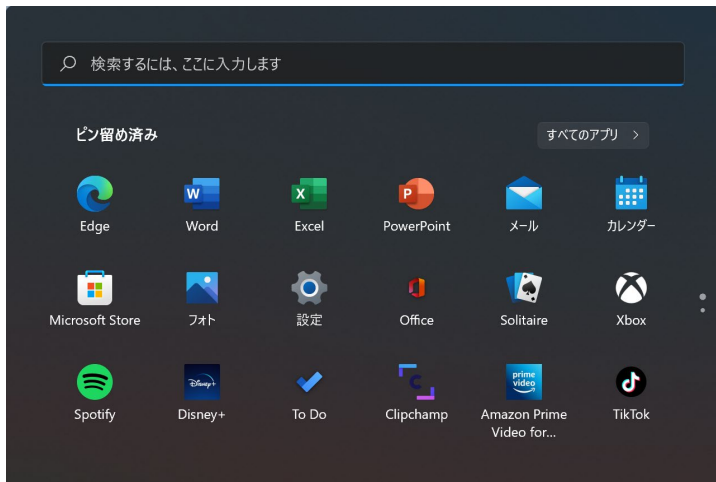 検索するには、ここに入力します
ピン留め済み
すべてのアプリ >
Edge
Word
Excel
PowerPoint
メール
カレンダー
Microsoft Store
フォト
設定
Office
Solitaire
Xbox
Disney+
prime video
Spotify
Disney+
To Do
Clipchamp
Amazon Prime Video for...
TikTok